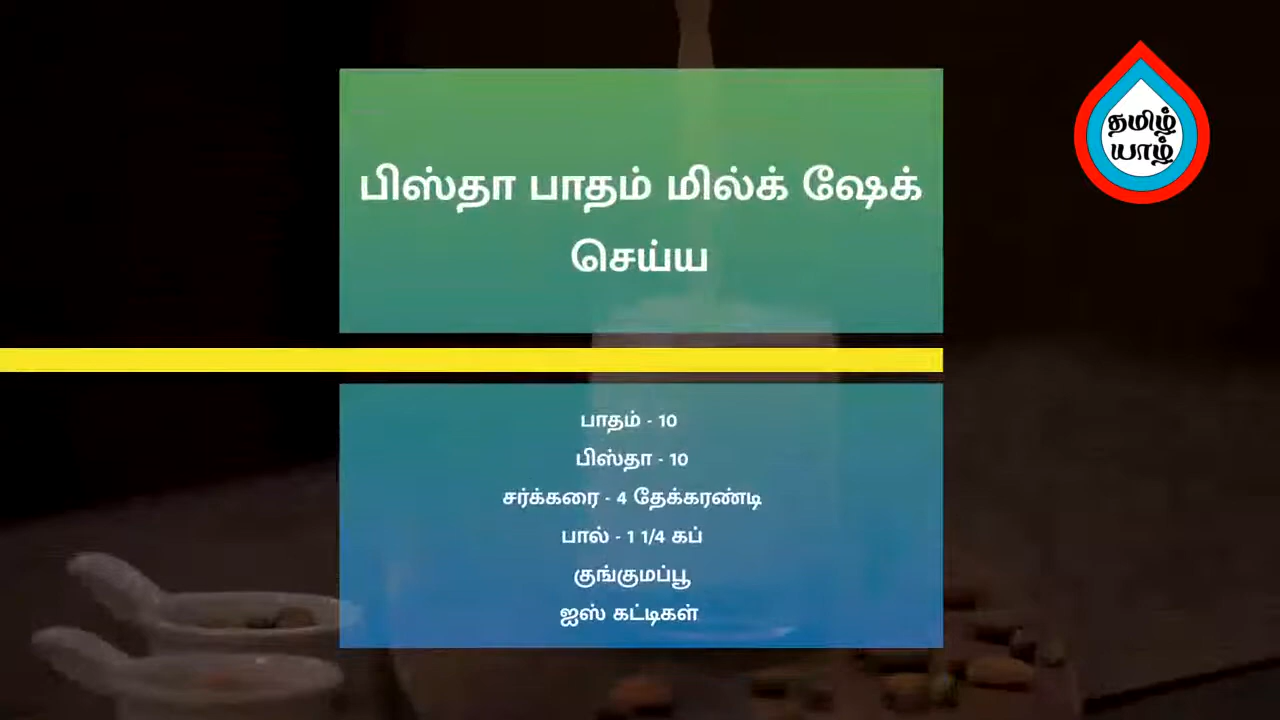 தமிழ்
யாழ்
பிஸ்தா பாதம் மில்க் ஷேக்
செய்ய
பாதம் - 10
பிஸ்தா - 10
சர்க்கரை - 4 தேக்கரண்டி
பால் - 1 1/4 கப்
குங்குமப்பூ
ஐஸ் கட்டிகள்